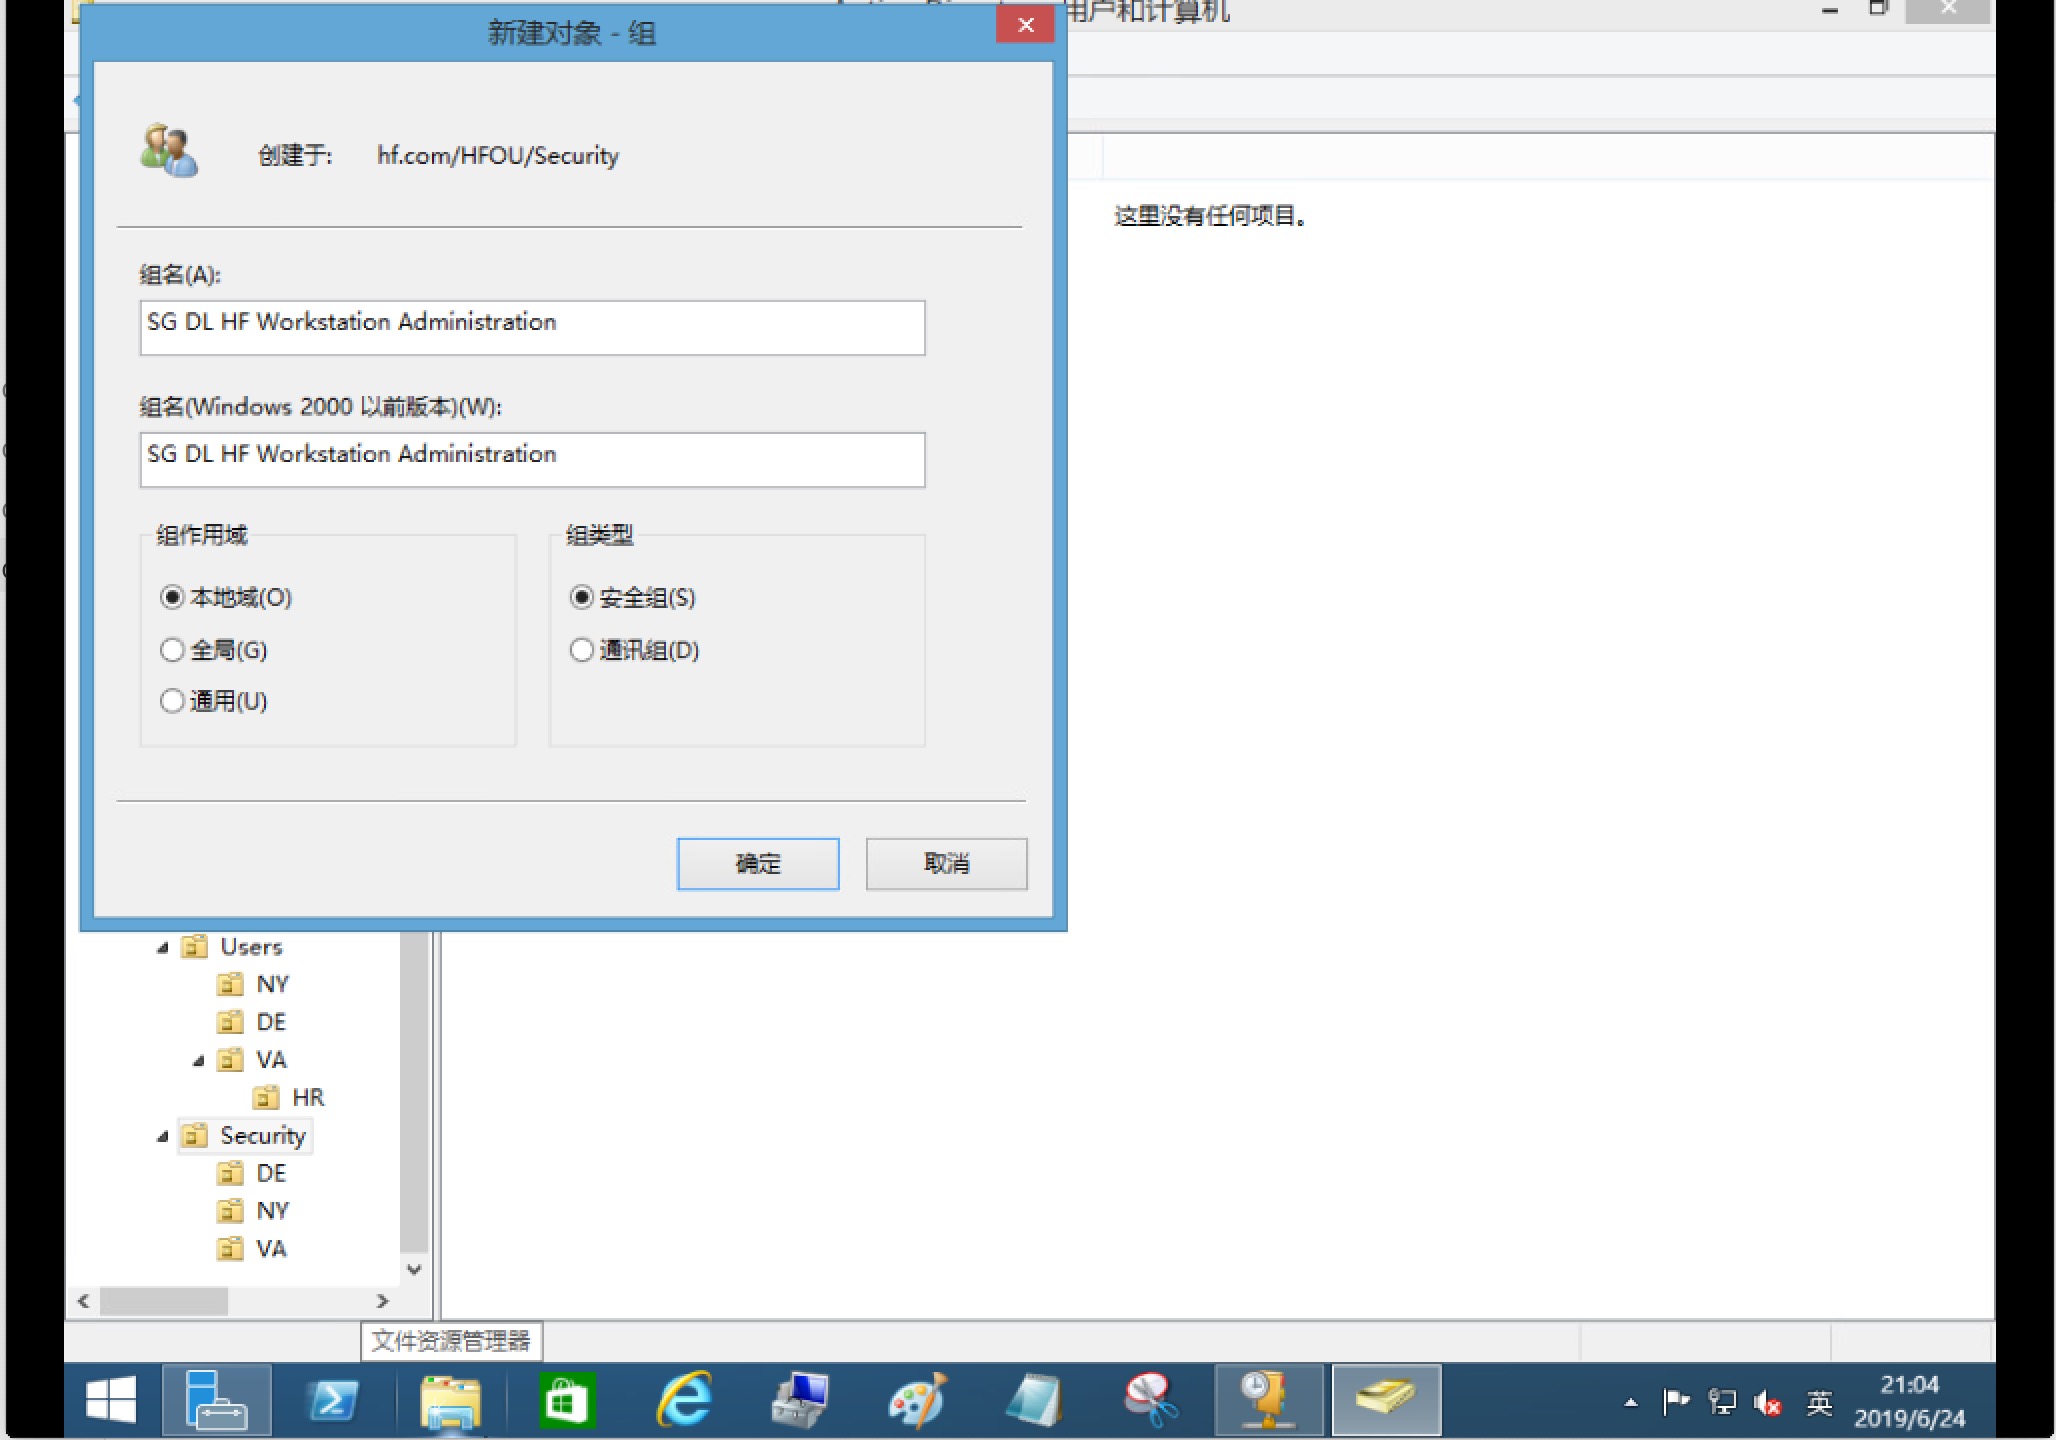 新建对象 - 组
用户和计算机
创建于: hf.com/HFOU/Security
这里没有任何项目。
组名(A):
SG DL HF Workstation Administration
组名(Windows 2000 以前版本)(W):
SG DL HF Workstation Administration
组作用域
组类型
本地域(O)
安全组(S)
全局(G)
通讯组(D)
通用(U)
确定
取消
Users
NY
DE
VA
HR
Security
DE
NY
VA
文件资源管理器
英
21:04
2019/6/24